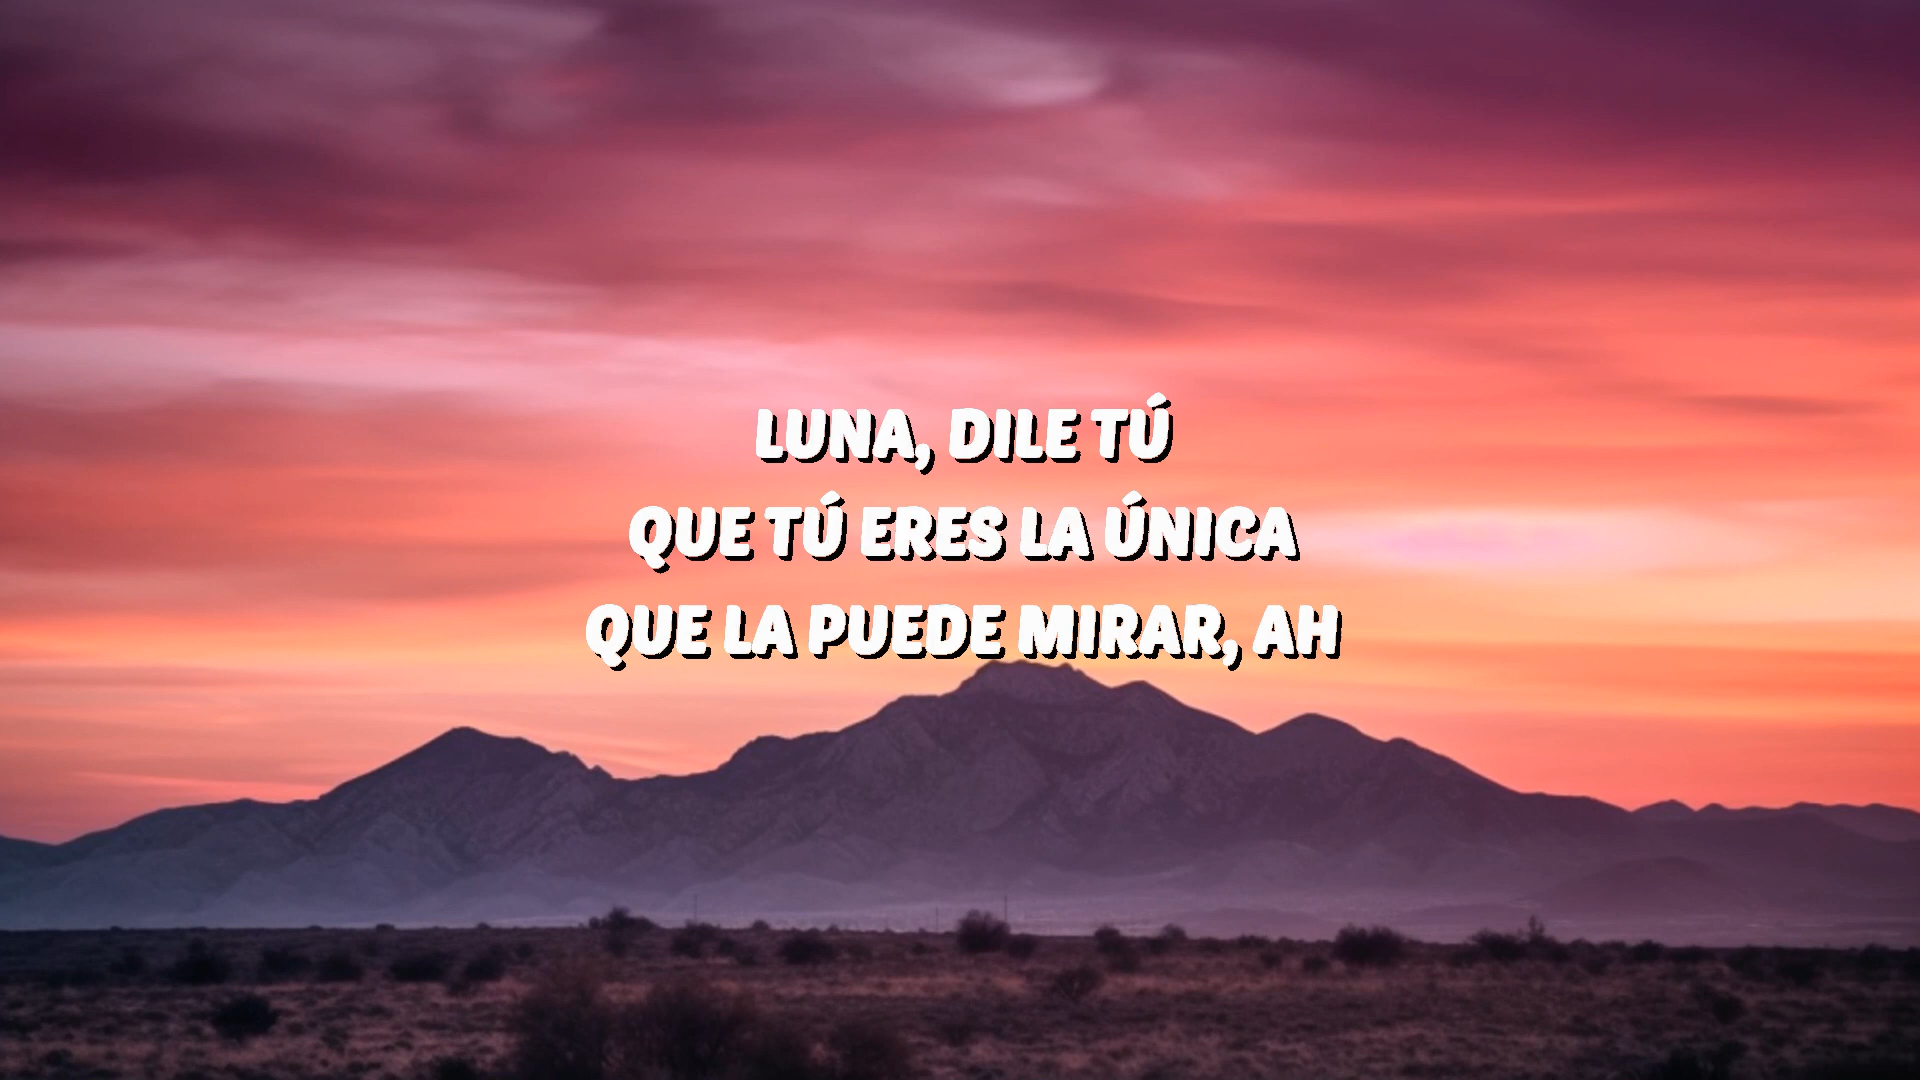 LUNA, DILE TÚ
QUE TÚ ERES LA ÚNICA
QUE LA PUEDE MIRAR, AH